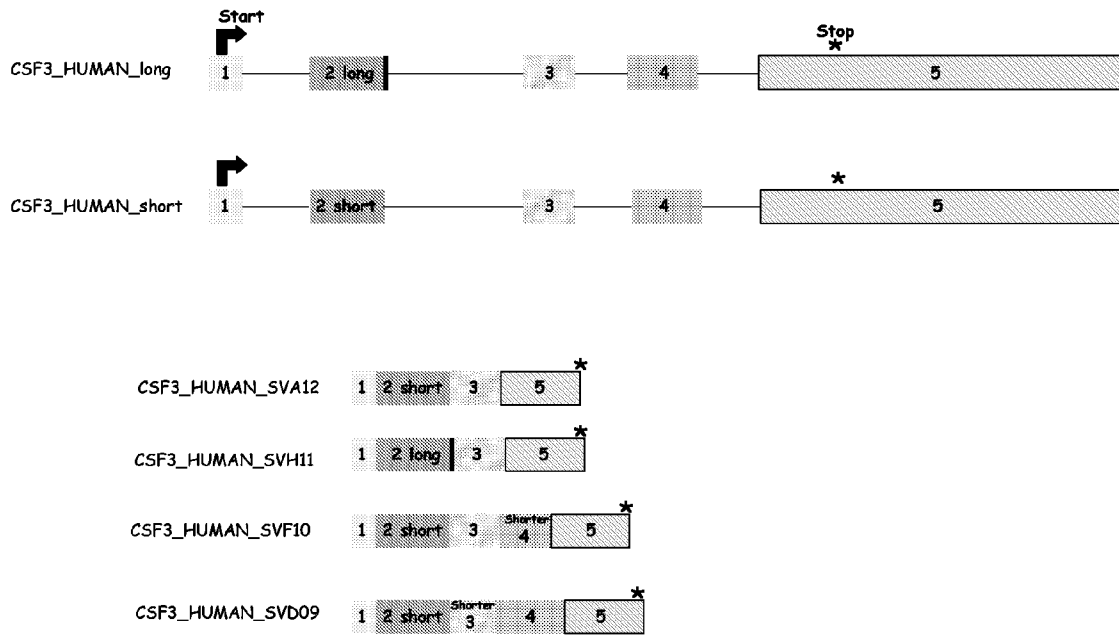 Start
Stop
*
CSF3_HUMAN_long 1 2 long 3 4 5
*
CSF3_HUMAN_short 1 2 short 3 4 5
*
CSF3_HUMAN_SVA12 1 2 short 3 5
*
CSF3_HUMAN_SVH11 1 2 long 3 5
*
Shorter
CSF3_HUMAN_SVF10 1 2 short 3 4 5
*
Shorter
CSF3_HUMAN_SVD09 1 2 short 3 4 5